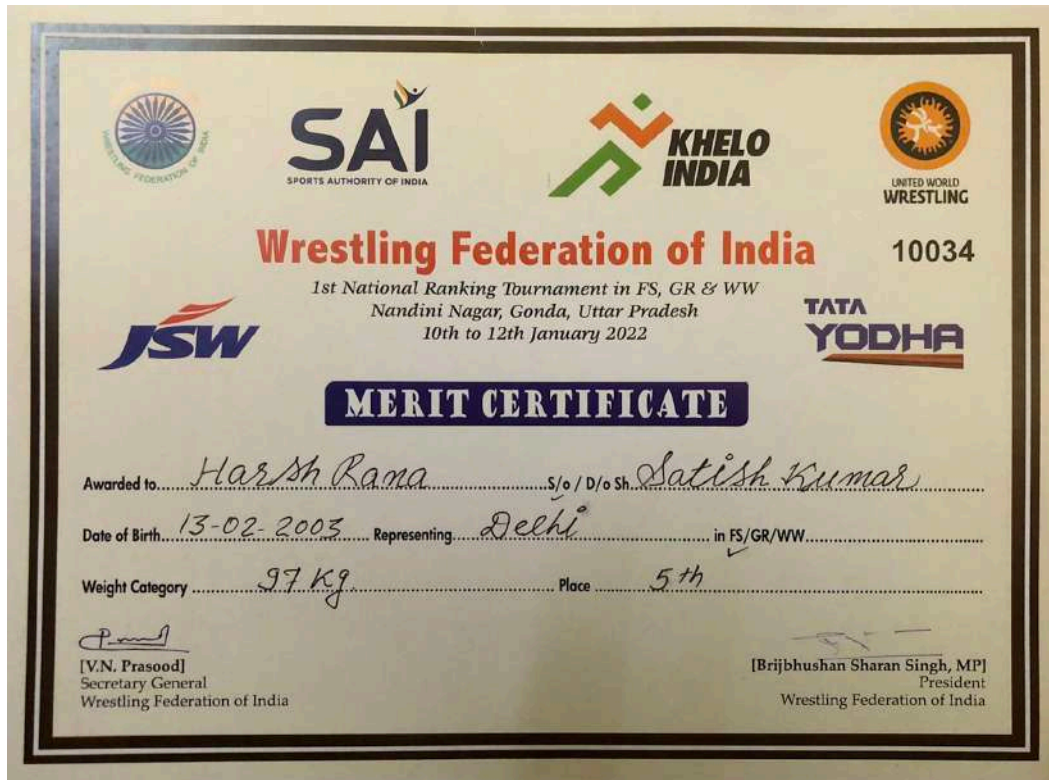 WRESTLING FEDERATION OF INDIA
SAI
SPORTS AUTHORITY OF INDIA
KHELO
INDIA
UNITED WORLD
WRESTLING
Wrestling Federation of India
10034
1st National Ranking Tournament in FS, GR & WW
Nandini Nagar, Gonda, Uttar Pradesh
10th to 12th January 2022
JSW
TATA
YODHA
MERIT CERTIFICATE
Awarded to.....Harsh Rana.....S/o / D/o Sh.Satish Kumar.....
Date of Birth..13-02-2003.. Representing....Delhi..... in FS/GR/WW.....
Weight Category .....97 Kg..... Place .....5th.....
[V.N. Prasood]
[Brijbhushan Sharan Singh, MP]
Secretary General
President
Wrestling Federation of India
Wrestling Federation of India